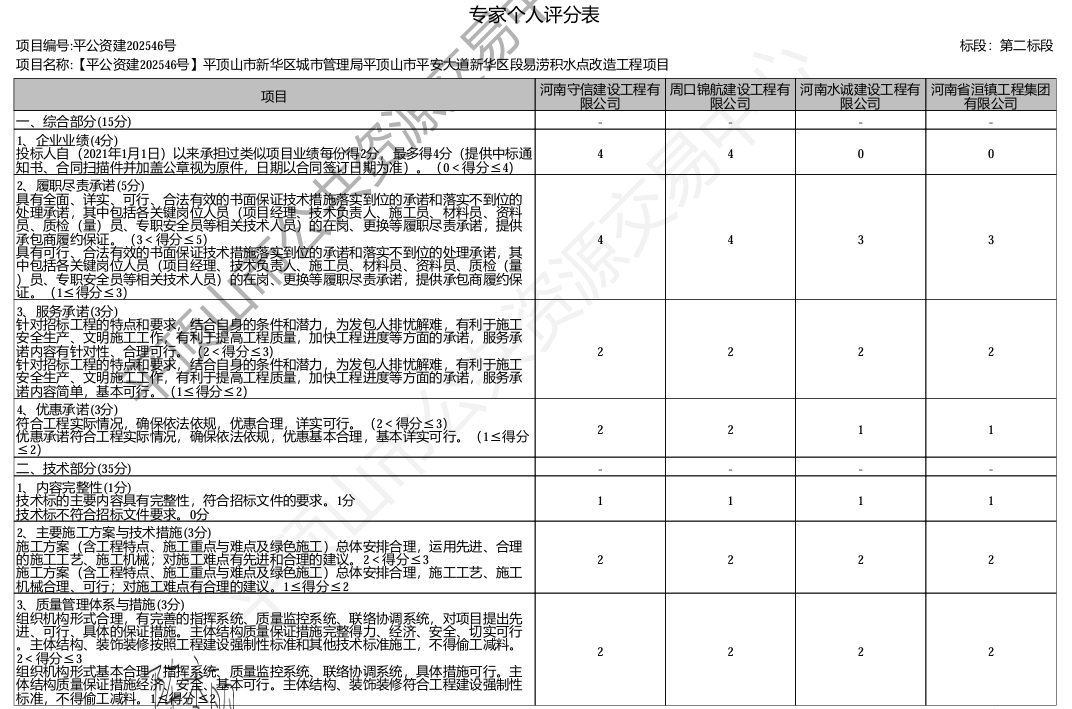 专家个人评分表
项目编号:平公资建202546号
标段：第二标段
项目名称:【平公资建202546号】平顶山市新华区城市管理局平顶山市平安大道新华区段易涝积水点改造工程项目
项目
河南守信建设工程有限公司
周口锦航建设工程有限公司
河南水诚建设工程有限公司
河南省洹镇工程集团有限公司
一、综合部分(15分)
- - - -
1、企业业绩(4分)
投标人自（2021年1月1日）以来承担过类似项目业绩每份得2分，最多得4分（提供中标通
知书、合同扫描件并加盖公章视为原件，日期以合同签订日期为准）。（0<得分≤4）
4 4 0 0
2、履职尽责承诺(5分)
具有全面、详实、可行、合法有效的书面保证技术措施落实到位的承诺和落实不到位的
处理承诺，其中包括各关键岗位人员（项目经理、技术负责人、施工员、材料员、资料
员、质检（量）员、专职安全员等相关技术人员）的在岗、更换等履职尽责承诺，提供
承包商履约保证。（3<得分≤5）
具有可行、合法有效的书面保证技术措施落实到位的承诺和落实不到位的处理承诺，其
中包括各关键岗位人员（项目经理、技术负责人、施工员、材料员、资料员、质检（量
）员、专职安全员等相关技术人员）的在岗、更换等履职尽责承诺，提供承包商履约保
证。（1≤得分≤3）
4 4 3 3
3、服务承诺(3分)
针对招标工程的特点和要求，结合自身的条件和潜力，为发包人排忧解难，有利于施工
安全生产、文明施工工作，有利于提高工程质量，加快工程进度等方面的承诺，服务承
诺内容有针对性、合理可行。（2<得分≤3）
针对招标工程的特点和要求，结合自身的条件和潜力，为发包人排忧解难，有利于施工
安全生产、文明施工工作，有利于提高工程质量，加快工程进度等方面的承诺，服务承
诺内容简单，基本可行。（1≤得分≤2）
2 2 2 2
4、优惠承诺(3分)
符合工程实际情况，确保依法依规，优惠合理，详实可行。（2<得分≤3）
优惠承诺符合工程实际情况，确保依法依规，优惠基本合理，基本详实可行。（1≤得分
≤2）
2 2 1 1
二、技术部分(35分)
- - - -
1、内容完整性(1分)
技术标的主要内容具有完整性，符合招标文件的要求。1分
技术标不符合招标文件要求。0分
1 1 1 1
2、主要施工方案与技术措施(3分)
施工方案（含工程特点、施工重点与难点及绿色施工）总体安排合理，运用先进、合理
的施工工艺、施工机械；对施工难点有先进和合理的建议。2<得分≤3
施工方案（含工程特点、施工重点与难点及绿色施工）总体安排合理，施工工艺、施工
机械合理、可行；对施工难点有合理的建议。1≤得分≤2
2 2 2 2
3、质量管理体系与措施(3分)
组织机构形式合理，有完善的指挥系统、质量监控系统、联络协调系统，对项目提出先
进、可行、具体的保证措施。主体结构质量保证措施完整得力、经济、安全、切实可行
。主体结构、装饰装修按照工程建设强制性标准和其他技术标准施工，不得偷工减料。
2<得分≤3
组织机构形式基本合理，指挥系统、质量监控系统、联络协调系统，具体措施可行。主
体结构质量保证措施经济、安全、基本可行。主体结构、装饰装修符合工程建设强制性
标准，不得偷工减料。1≤得分≤2
2 2 2 2
平顶山市公共资源交易中
平顶山市公共资源交易中心